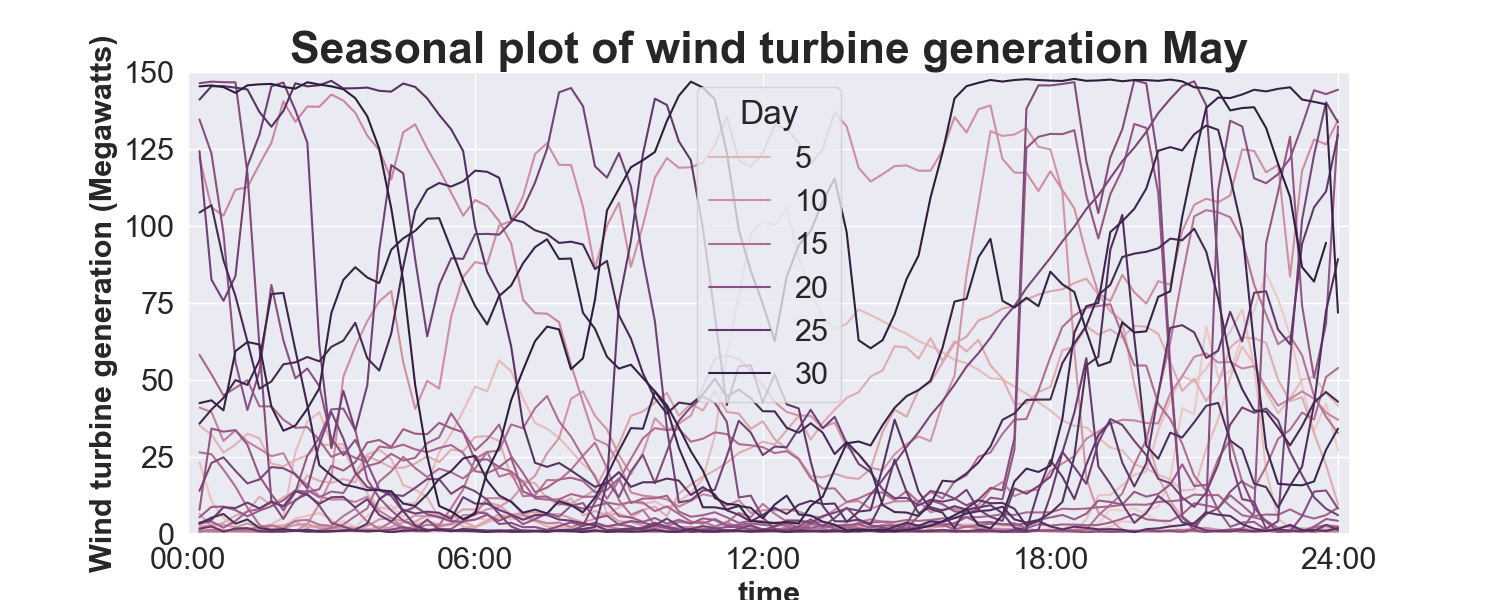 Seasonal plot of wind turbine generation May
Wind turbine generation (Megawatts)
150
125
100
75
50
25
0
Day
5
10
15
20
25
30
00:00 06:00 12:00 18:00 24:00
time